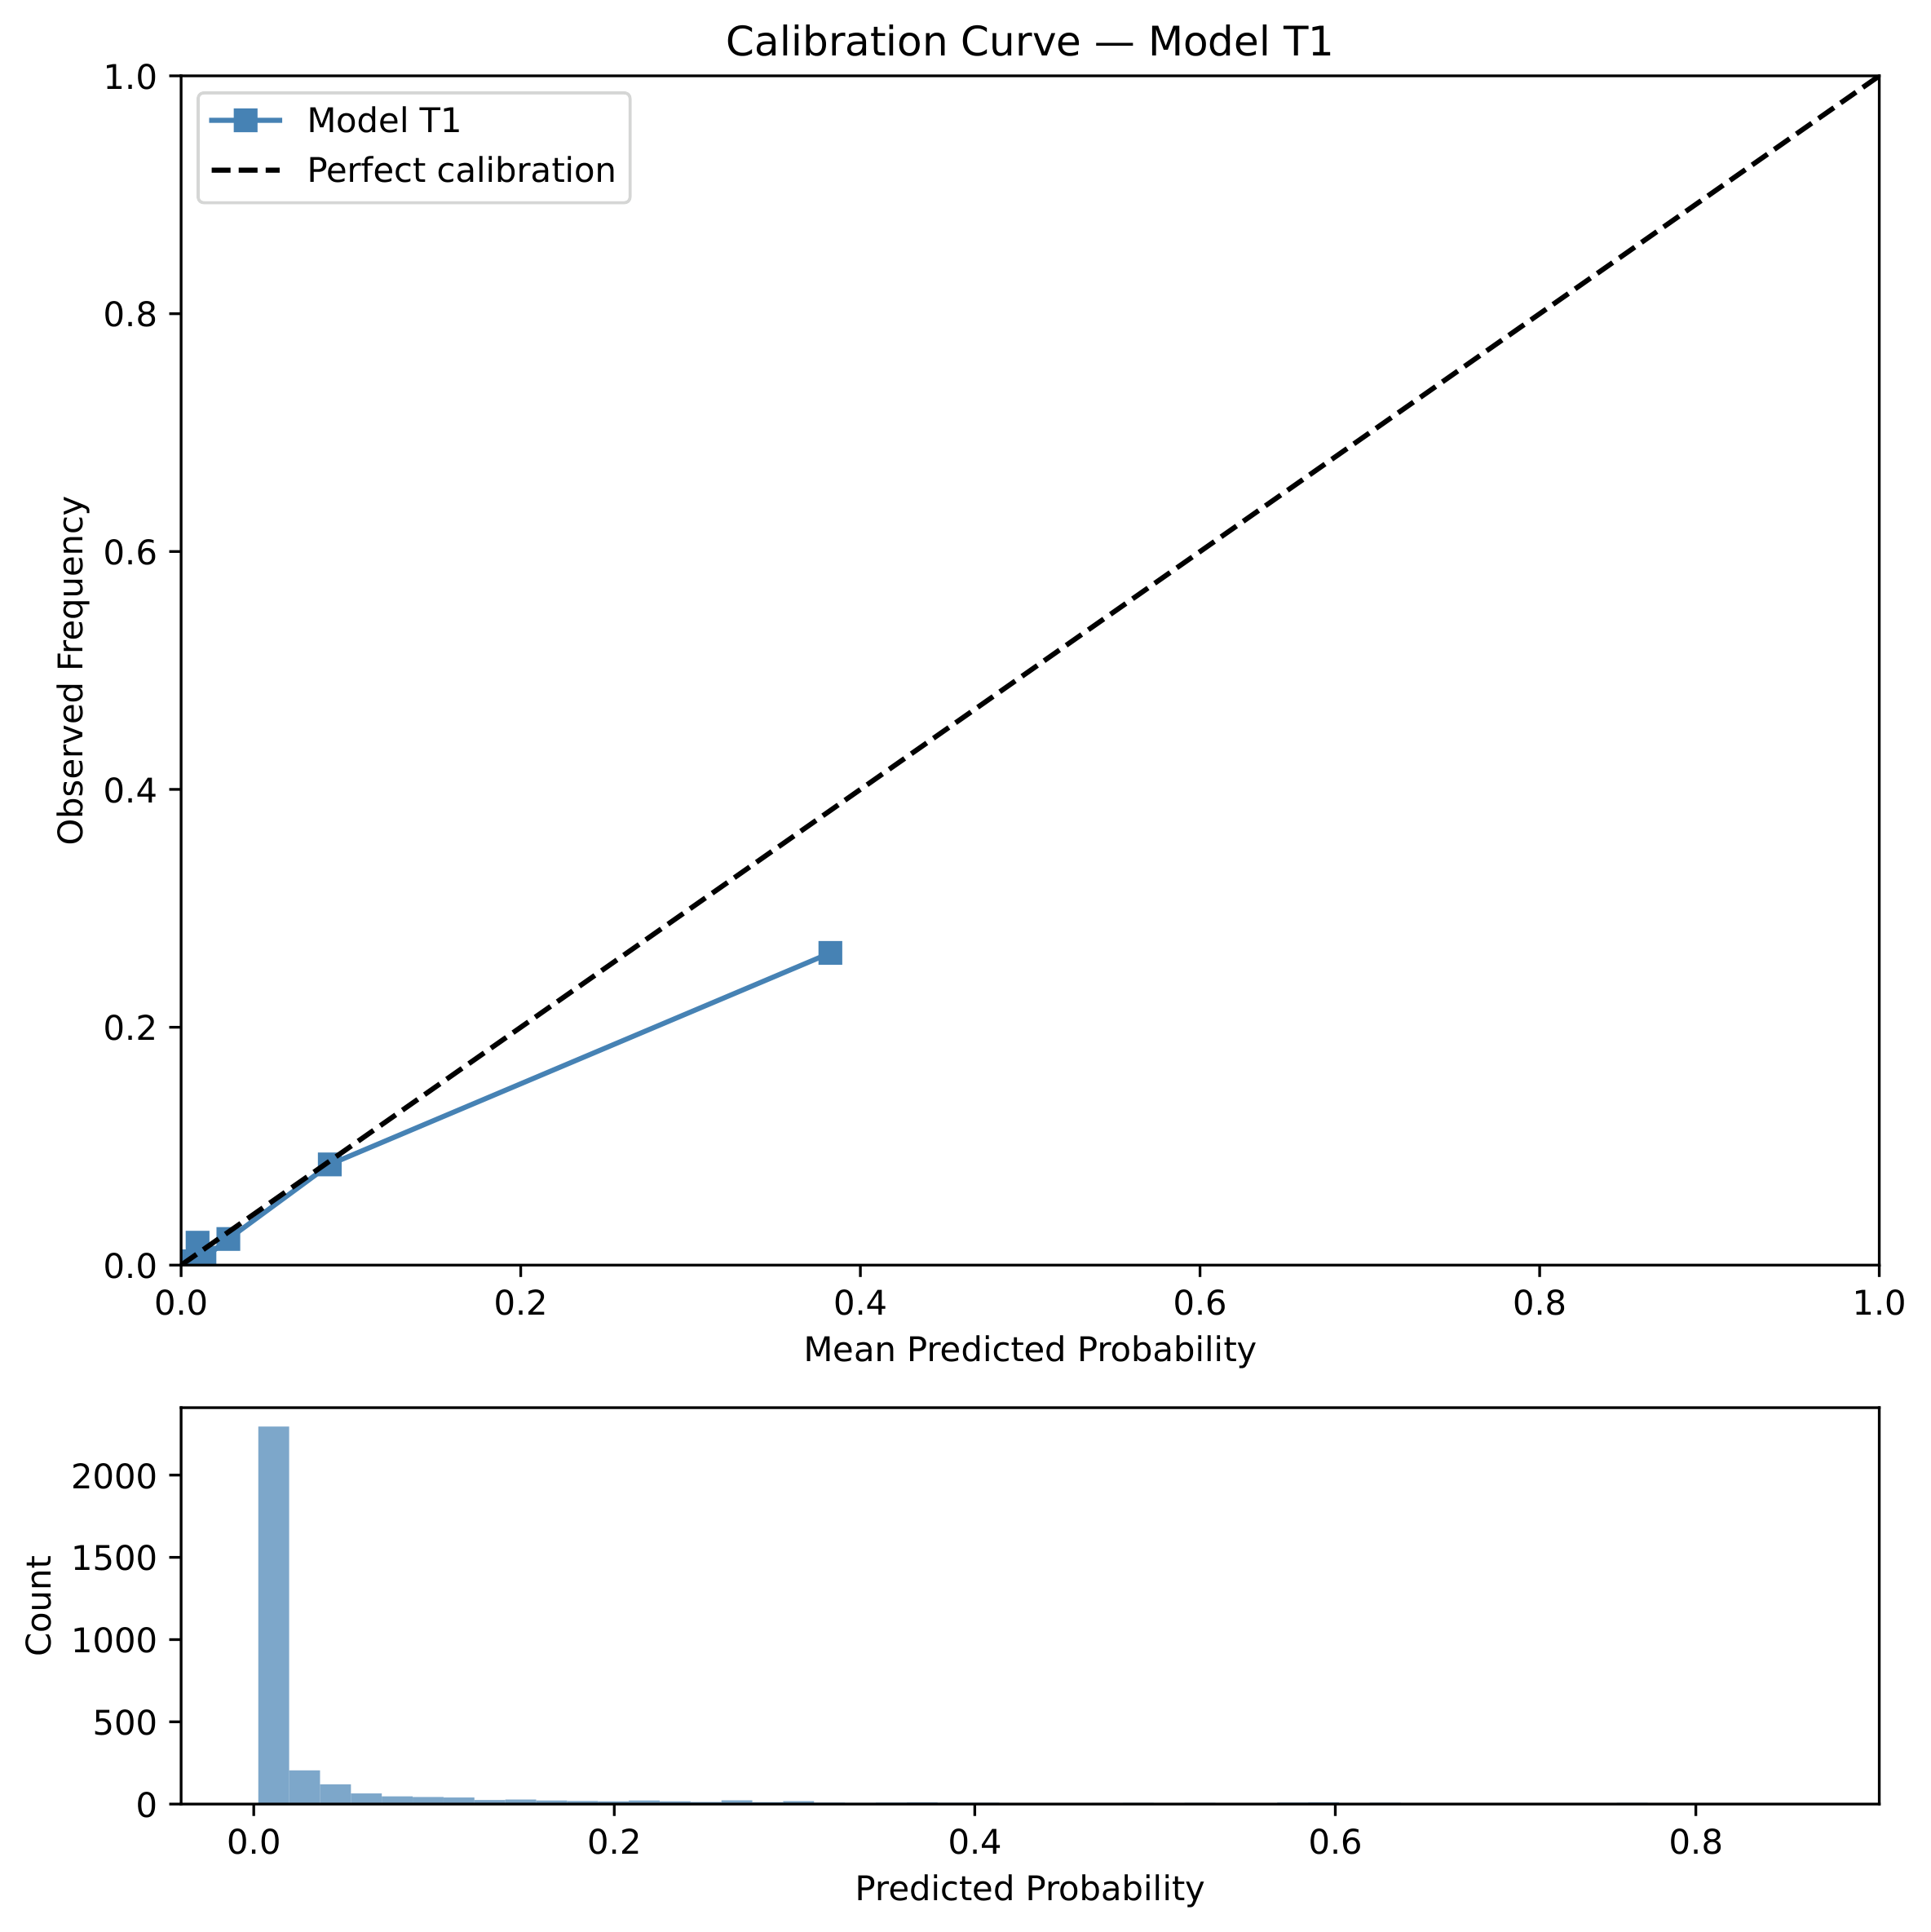 Calibration Curve — Model T1
Model T1
Perfect calibration
1.0
0.8
0.6
0.4
0.2
0.0
Observed Frequency
0.0 0.2 0.4 0.6 0.8 1.0
Mean Predicted Probability
2000
1500
1000
500
0
Count
0.0 0.2 0.4 0.6 0.8
Predicted Probability